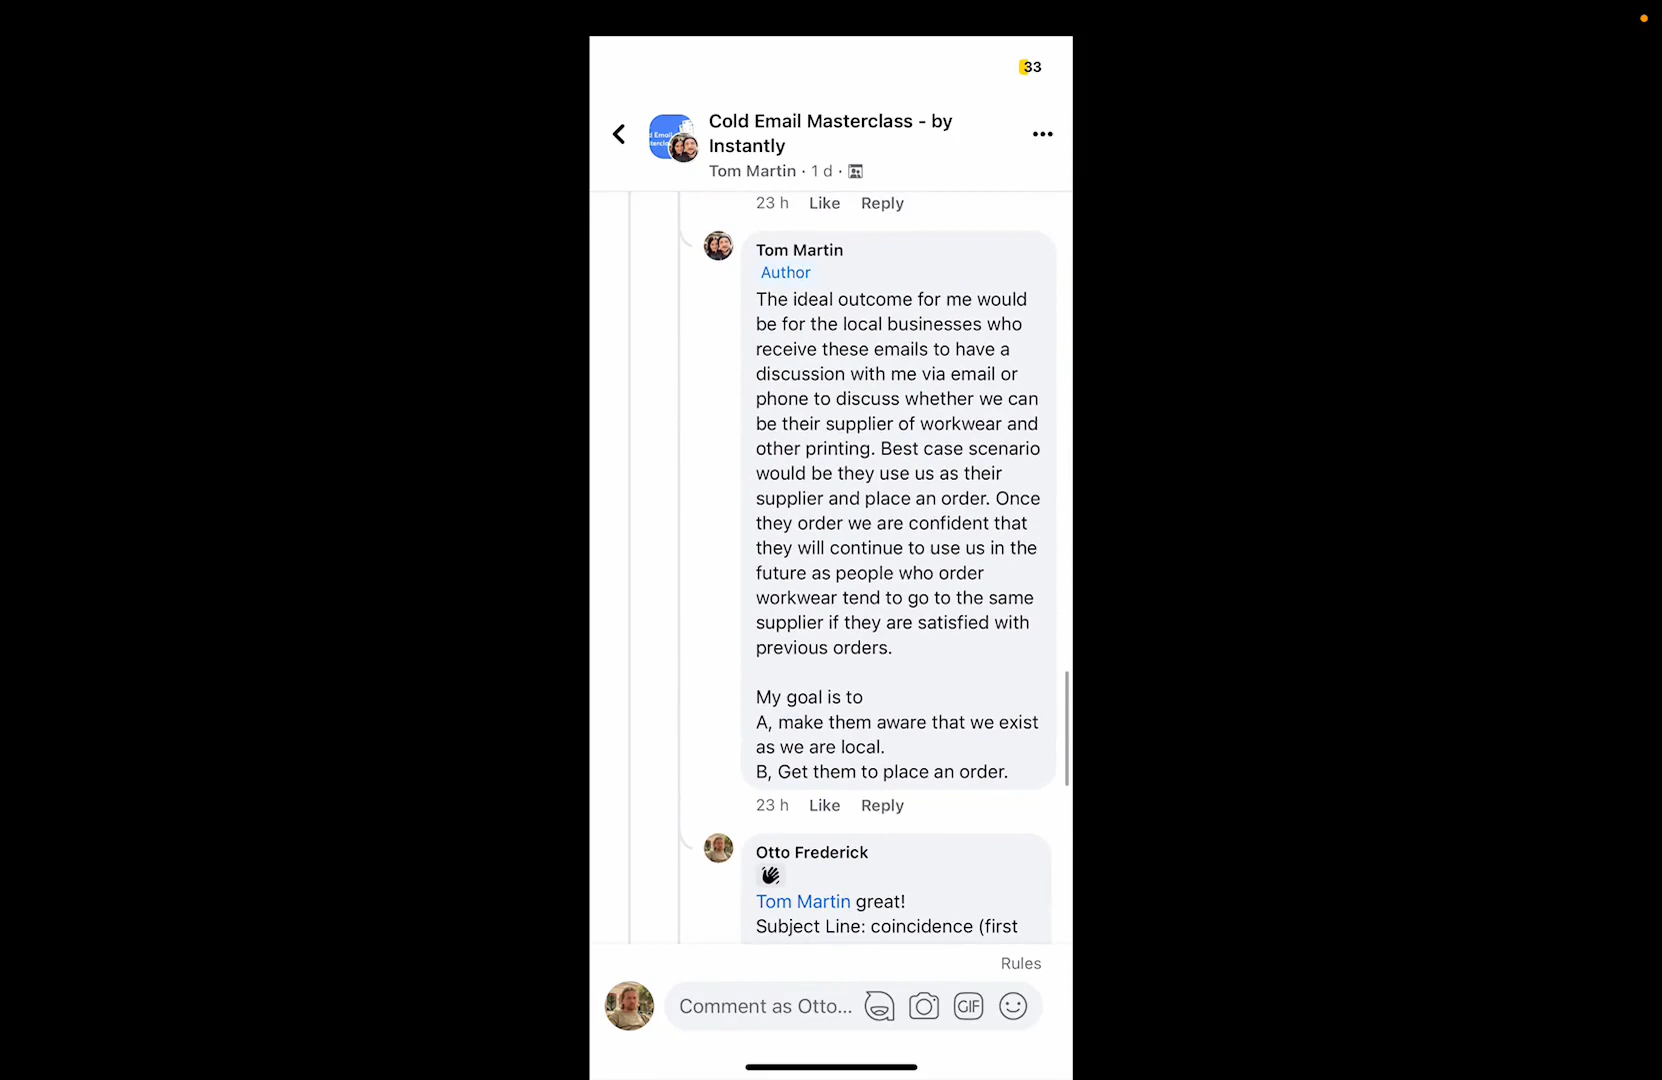 33
Cold Email Masterclass - by
Instantly
Tom Martin · 1 d ·
23 h Like Reply
Tom Martin
Author
The ideal outcome for me would
be for the local businesses who
receive these emails to have a
discussion with me via email or
phone to discuss whether we can
be their supplier of workwear and
other printing. Best case scenario
would be they use us as their
supplier and place an order. Once
they order we are confident that
they will continue to use us in the
future as people who order
workwear tend to go to the same
supplier if they are satisfied with
previous orders.
My goal is to
A, make them aware that we exist
as we are local.
B, Get them to place an order.
23 h Like Reply
Otto Frederick
Tom Martin great!
Subject Line: coincidence (first
Rules
Comment as Otto... GIF